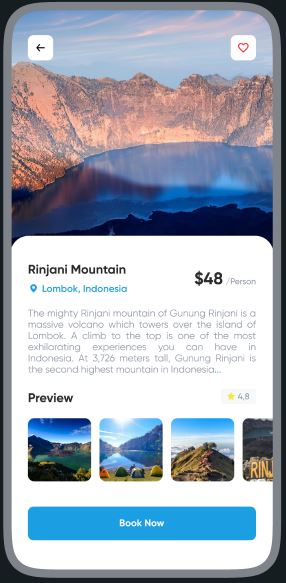 Rinjani Mountain
$48 /Person
Lombok, Indonesia
The mighty Rinjani mountain of Gunung Rinjani is a
massive volcano which towers over the island of
Lombok. A climb to the top is one of the most
exhilarating experiences you can have in
Indonesia. At 3,726 meters tall, Gunung Rinjani is
the second highest mountain in Indonesia...
Preview
4,8
RINJ
Book Now